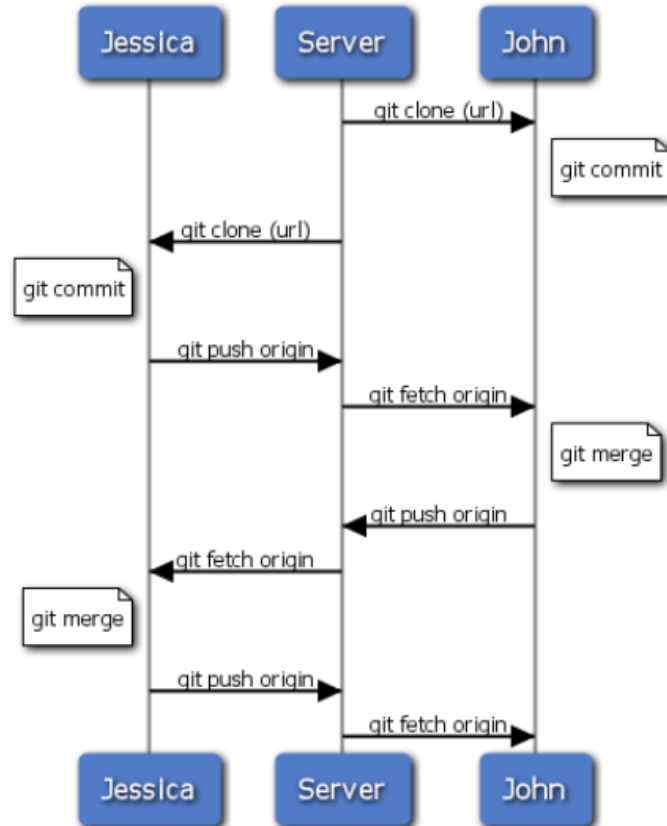 Jessica Server John
git clone (url)
git commit
git clone (url)
git commit
git push origin
git fetch origin
git merge
git push origin
git fetch origin
git merge
git push origin
git fetch origin
Jessica Server John